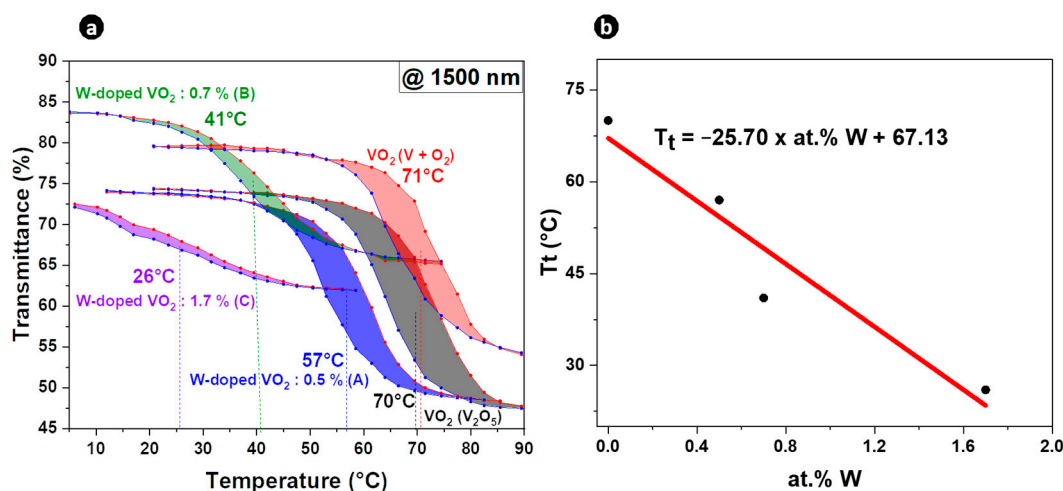 a
@ 1500 nm
W-doped VO₂ : 0.7 % (B)
41°C
VO₂ (V + O₂)
71°C
26°C
W-doped VO₂ : 1.7 % (C)
57°C
W-doped VO₂ : 0.5 % (A)
70°C
VO₂ (V₂O₅)
Transmittance (%)
90
85
80
75
70
65
60
55
50
45
10
20
30
40
50
60
70
80
90
Temperature (°C)
b
Tₜ = −25.70 x at.% W + 67.13
Tt (°C)
75
60
45
30
0.0
0.4
0.8
1.2
1.6
2.0
at.% W